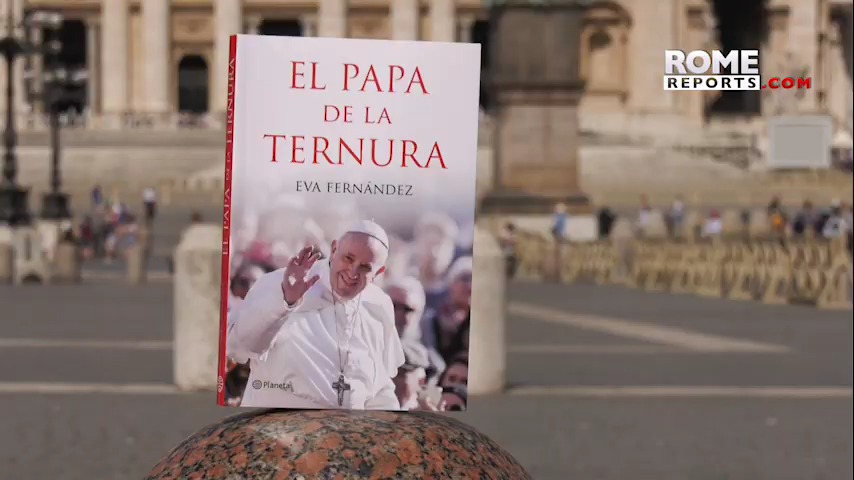 EL PAPA
DE LA
TERNURA
EVA FERNÁNDEZ
EL PAPA DE LA TERNURA
Planeta
ROME
REPORTS.COM